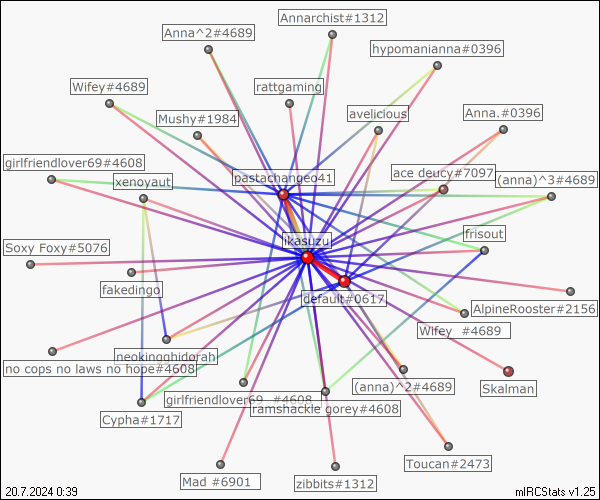 Annarchist#1312
Anna^2#4689
hypomanianna#0396
Wifey#4689
rattgaming
Mushy#1984
avelicious
Anna.#0396
girlfriendlover69#4608
xenoyaut
pastachangeo41
ace deucy#7097
(anna)^3#4689
ikasuzu
frisout
Soxy Foxy#5076
fakedingo
default#0617
AlpineRooster#2156
Wifey #4689
neokingghidorah
no cops no laws no hope#4608
(anna)^2#4689
Skalman
girlfriendlover69 #4608
ramshackle gorey#4608
Cypha#1717
Toucan#2473
Mad #6901
zibbits#1312
20.7.2024 0:39
mIRCStats v1.25